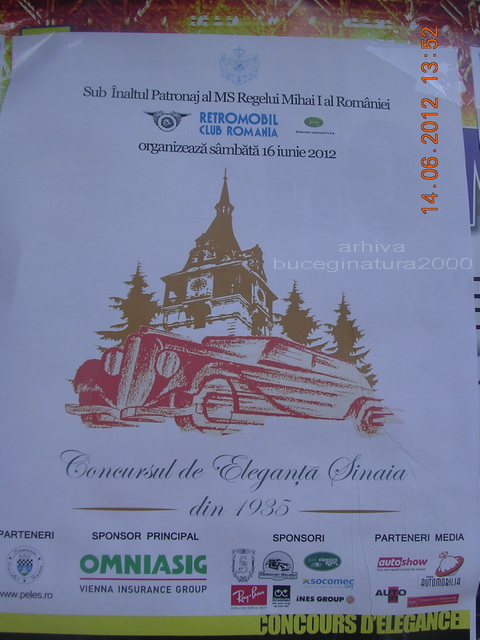 Sub Înaltul Patronaj al MS Regelui Mihai I al României
RETROMOBIL
CLUB ROMANIA
organizează sâmbătă 16 iunie 2012
14.06.2012 13:52
arhiva
buceginatura2000
Concursul de Eleganță Sinaia
din 1935
PARTENERI
www.peles.ro
SPONSOR PRINCIPAL
OMNIASIG
VIENNA INSURANCE GROUP
SPONSORI
socomec
Ray-Ban
iNES GROUP
PARTENERI MEDIA
autoshow
AUTOMOBILIA
AUTO
CONCOURS D'ELEGANCE